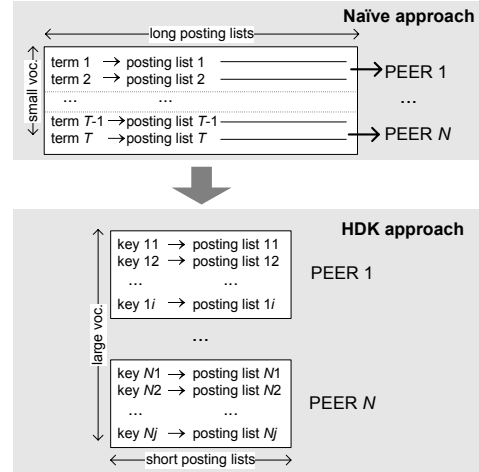 Naïve approach
long posting lists
small voc.
term 1 → posting list 1
term 2 → posting list 2
... ...
term T-1 → posting list T-1
term T → posting list T
PEER 1
...
PEER N
HDK approach
large voc.
key 11 → posting list 11
key 12 → posting list 12
... ...
key 1i → posting list 1i
PEER 1
...
key N1 → posting list N1
key N2 → posting list N2
... ...
key Nj → posting list Nj
PEER N
short posting lists